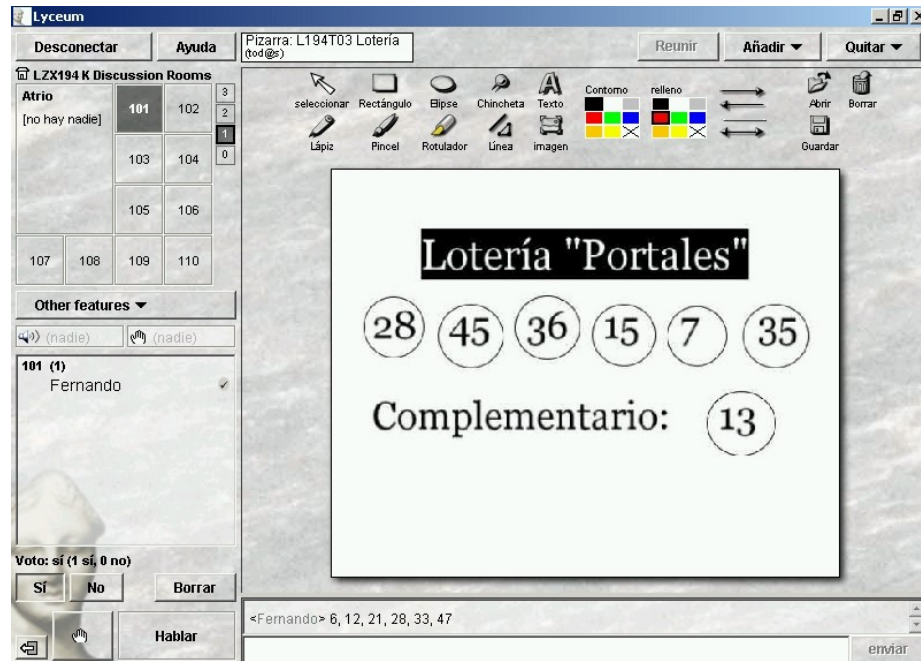 Lyceum
Desconectar
Ayuda
Pizarra: L194T03 Lotería
(tod@s)
Reunir
Añadir
Quitar
LZX194 K Discussion Rooms
Atrio
[no hay nadie]
101
102
103
104
105
106
107
108
109
110
3
2
1
0
Other features
(nadie)
(nadie)
101 (1)
Fernando
Voto: sí (1 sí, 0 no)
Sí
No
Borrar
Hablar
seleccionar
Rectángulo
Elipse
Chincheta
Texto
Contorno
relleno
Abrir
Borrar
Lápiz
Pincel
Rotulador
Línea
imagen
Guardar
Lotería "Portales"
28 45 36 15 7 35
Complementario: 13
<Fernando> 6, 12, 21, 28, 33, 47
enviar